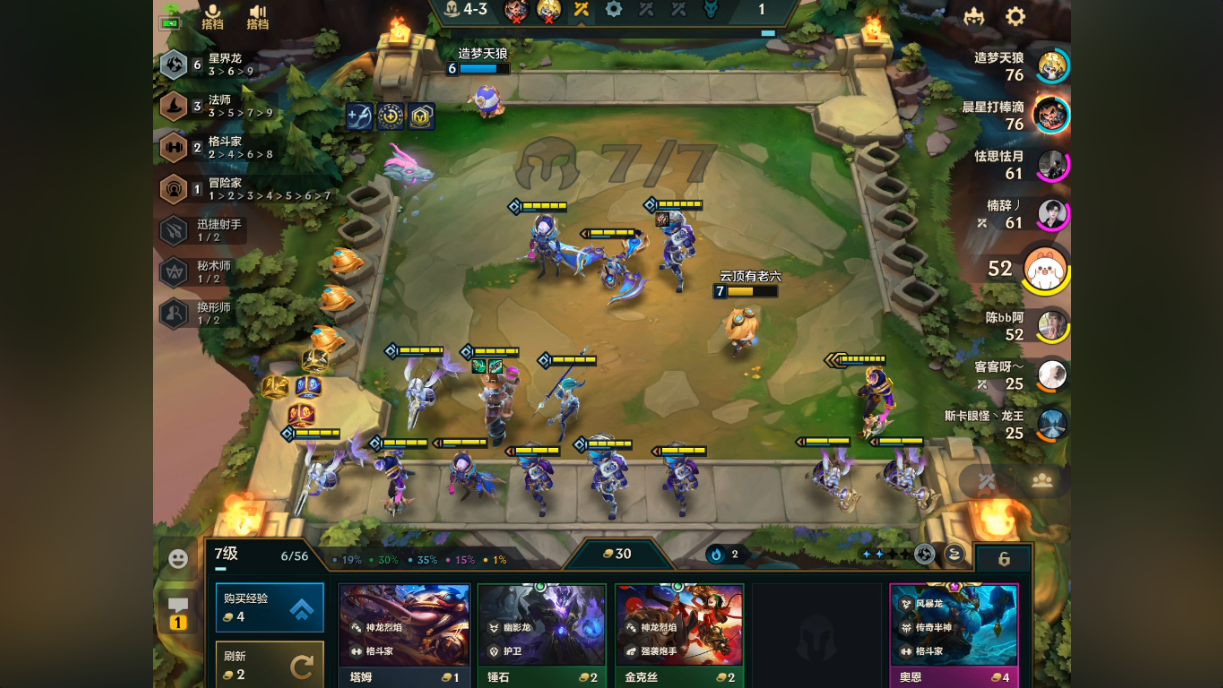 搭档
搭档
4-3
1
造梦天狼
6
6
星界龙
3 > 6 > 9
3
法师
3 > 5 > 7 > 9
2
格斗家
2 > 4 > 6 > 8
1
冒险家
1 > 2 > 3 > 4 > 5 > 6 > 7
迅捷射手
1 / 2
秘术师
1 / 2
换形师
1 / 2
7/7
云顶有老六
7
造梦天狼
76
晨星打棒滴
76
怯思怯月
61
楠辞丿
61
52
陈bb阿
52
客客呀～
25
斯卡眼怪丶龙王
25
7级
6/56
19%
30%
35%
15%
1%
30
2
1
购买经验
4
刷新
2
神龙烈焰
格斗家
塔姆
1
幽影龙
护卫
锤石
2
神龙烈焰
强袭炮手
金克丝
2
风暴龙
传奇半神
格斗家
奥恩
4